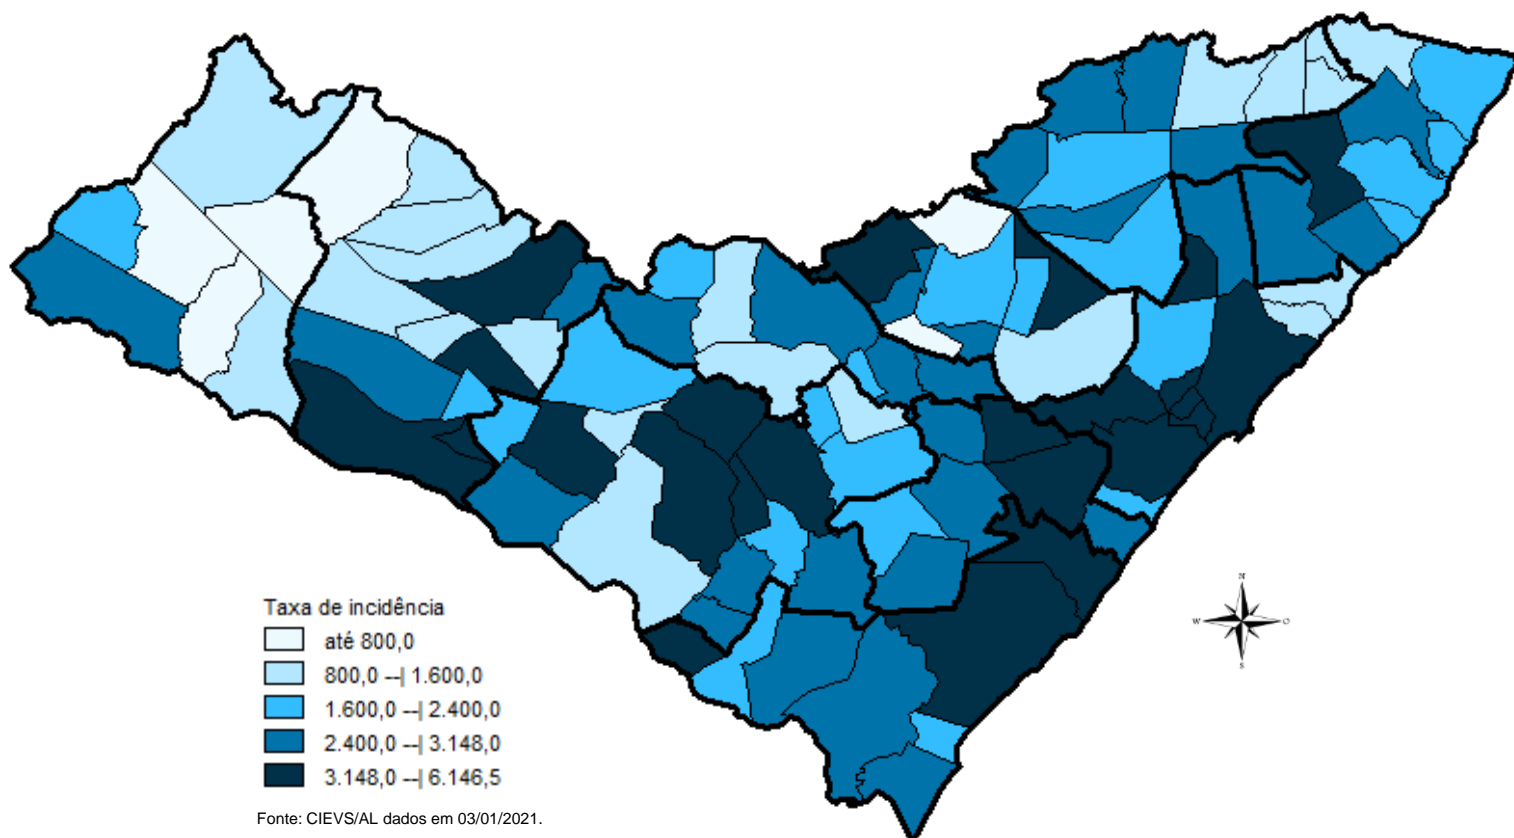 Taxa de incidência
até 800,0
800,0 --| 1.600,0
1.600,0 --| 2.400,0
2.400,0 --| 3.148,0
3.148,0 --| 6.146,5
Fonte: CIEVS/AL dados em 03/01/2021.
N
W O
S